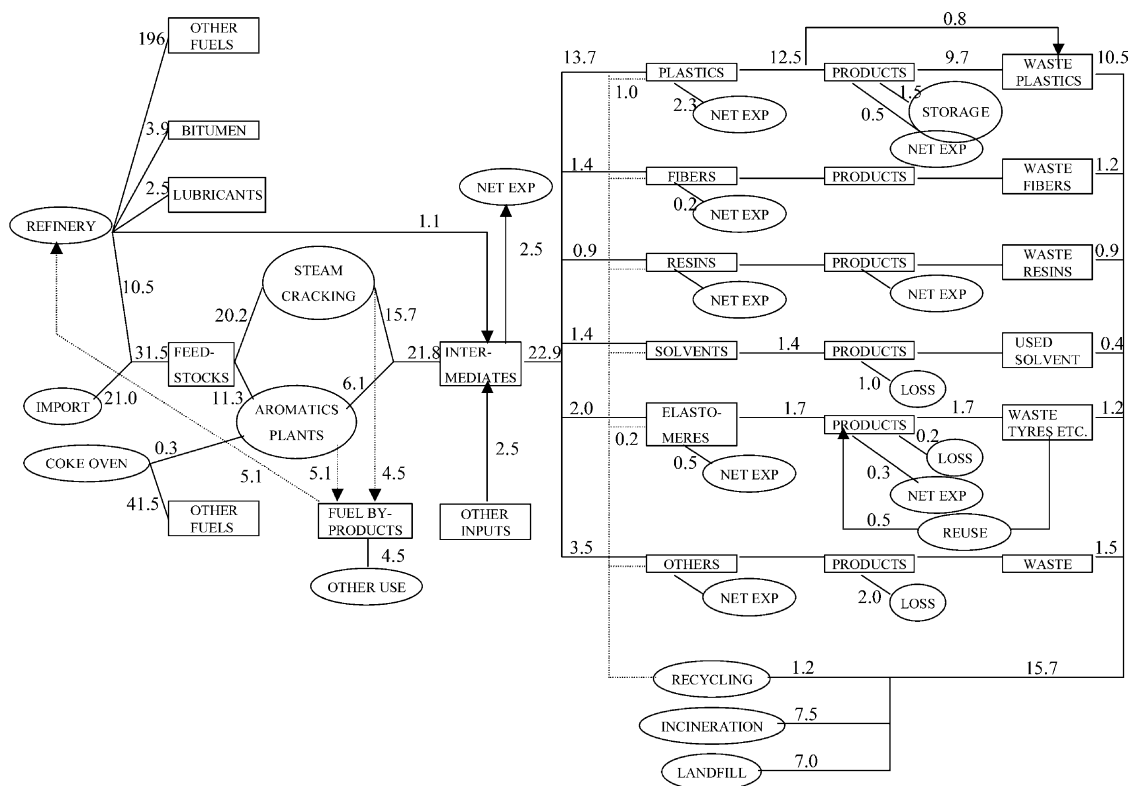 OTHER
FUELS
196
3.9
BITUMEN
2.5
LUBRICANTS
REFINERY
10.5
1.1
NET EXP
2.5
STEAM
CRACKING
20.2
15.7
31.5
FEED-
STOCKS
21.0
IMPORT
11.3
AROMATICS
PLANTS
6.1
21.8
INTER-
MEDIATES
22.9
COKE OVEN
0.3
41.5
OTHER
FUELS
5.1
5.1
4.5
FUEL BY-
PRODUCTS
4.5
OTHER USE
2.5
OTHER
INPUTS
0.8
13.7
PLASTICS
12.5
PRODUCTS
9.7
WASTE
PLASTICS
10.5
1.0
2.3
NET EXP
1.5
0.5
STORAGE
NET EXP
1.4
FIBERS
PRODUCTS
WASTE
FIBERS
1.2
0.2
NET EXP
0.9
RESINS
PRODUCTS
WASTE
RESINS
0.9
NET EXP
NET EXP
1.4
SOLVENTS
1.4
PRODUCTS
USED
SOLVENT
0.4
1.0
LOSS
2.0
ELASTO-
MERES
1.7
PRODUCTS
1.7
WASTE
TYRES ETC.
1.2
0.2
0.5
NET EXP
0.2
LOSS
0.3
NET EXP
0.5
REUSE
3.5
OTHERS
PRODUCTS
WASTE
1.5
NET EXP
2.0
LOSS
RECYCLING
1.2
15.7
INCINERATION
7.5
LANDFILL
7.0